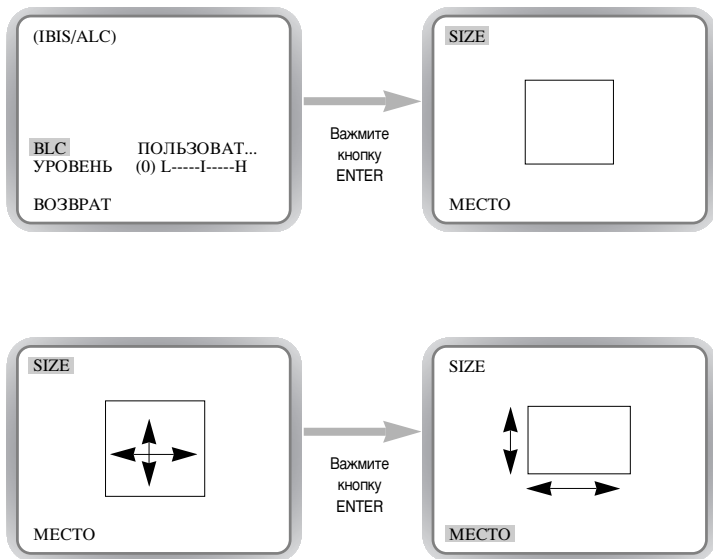 (IBIS/ALC)
BLC ПОЛЬЗОВАТ...
УРОВЕНЬ (0) L-----I-----H
ВОЗВРАТ
Важмите
кнопку
ENTER
SIZE
МЕСТО
SIZE
МЕСТО
Важмите
кнопку
ENTER
SIZE
МЕСТО